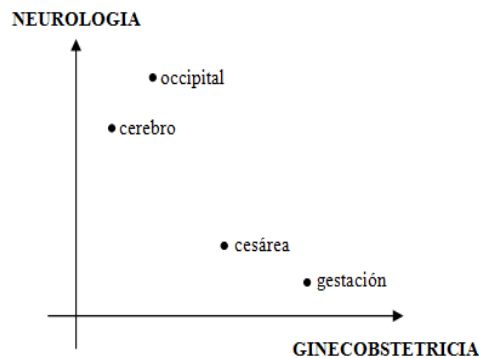 NEUROLOGIA
occipital
cerebro
cesárea
gestación
GINECOBSTETRICIA